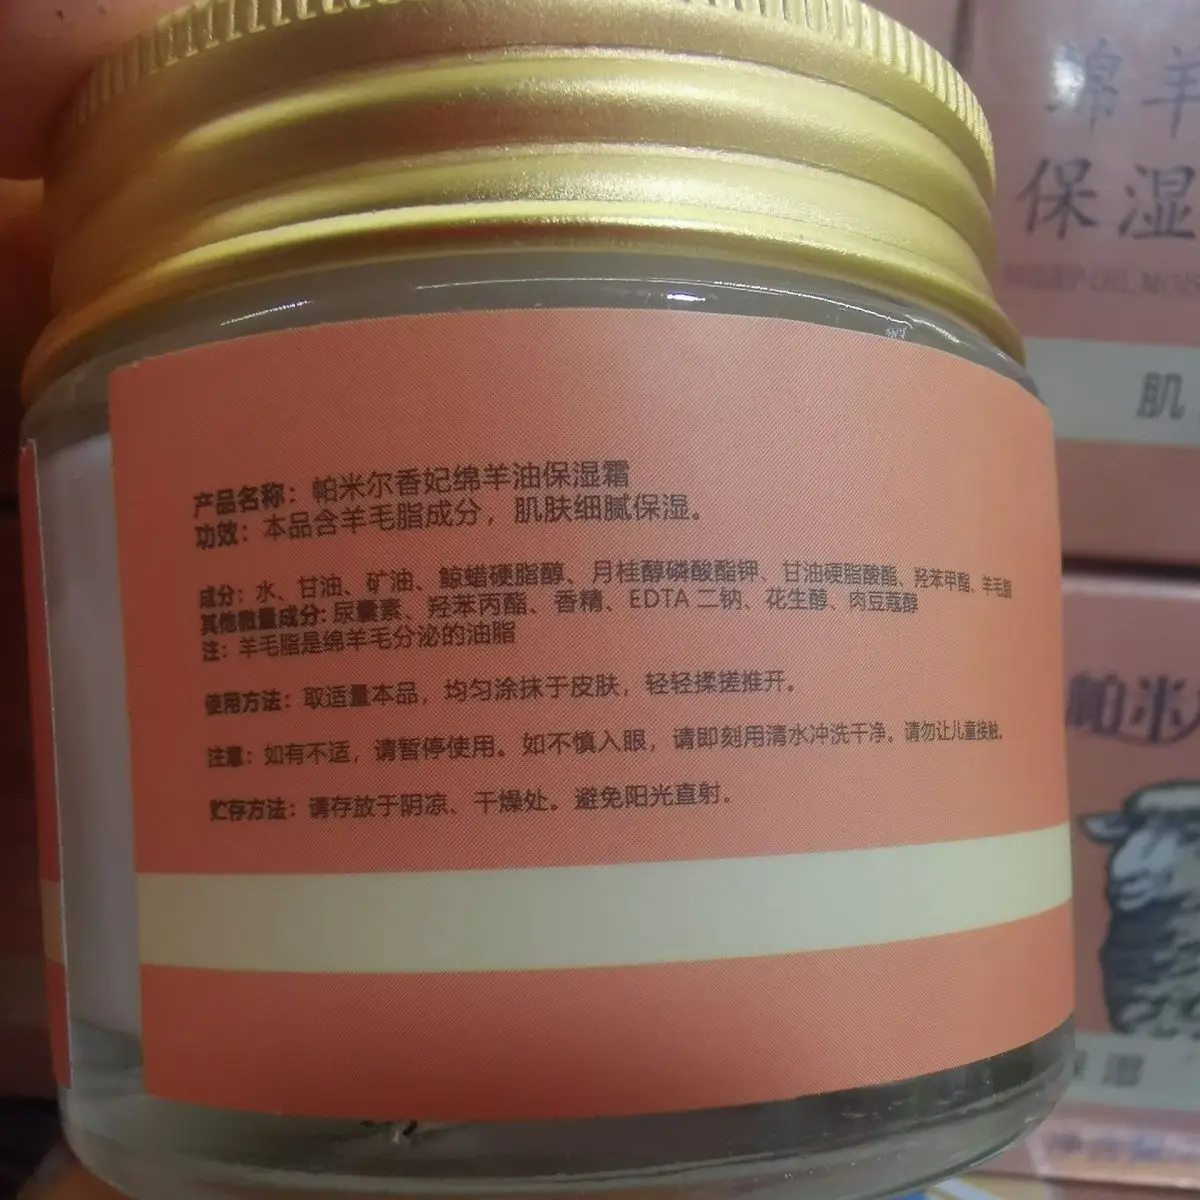 产品名称：帕米尔香妃绵羊油保湿霜
功效：本品含羊毛脂成分，肌肤细腻保湿。
成分：水、甘油、矿油、鲸蜡硬脂醇、月桂醇磷酸酯钾、甘油硬脂酸酯、羟苯甲酯、羊毛脂
其他微量成分：尿囊素、羟苯丙酯、香精、EDTA 二钠、花生醇、肉豆蔻醇
注：羊毛脂是绵羊毛分泌的油脂
使用方法：取适量本品，均匀涂抹于皮肤，轻轻揉搓推开。
注意：如有不适，请暂停使用。如不慎入眼，请即刻用清水冲洗干净。请勿让儿童接触。
贮存方法：请存放于阴凉、干燥处。避免阳光直射。
绵羊
保湿
SHEEP OIL MOIS
肌
帕米
保湿